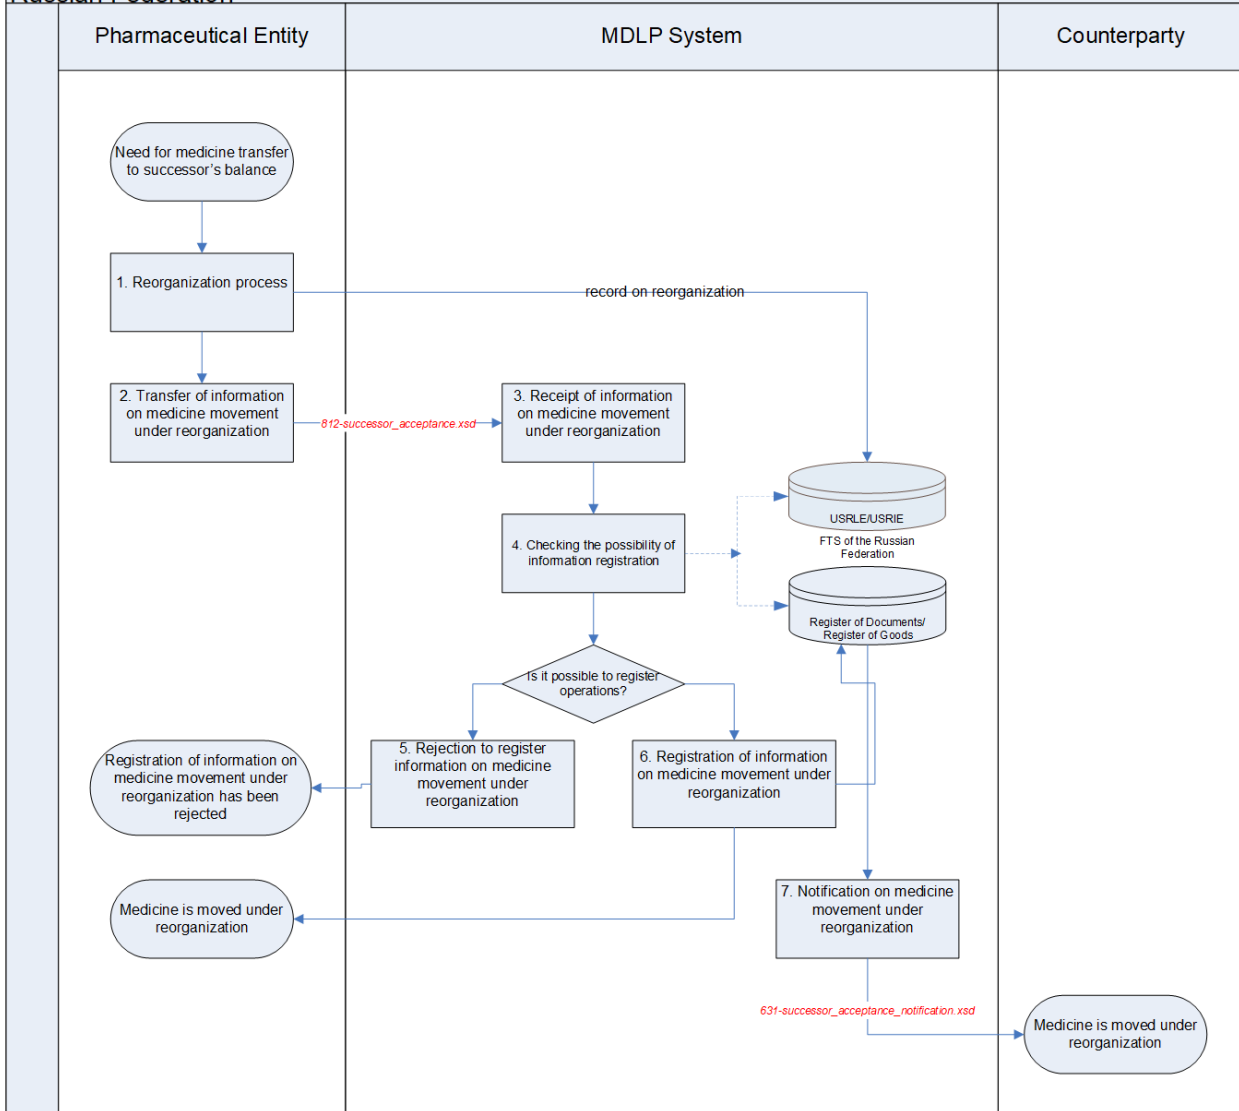 Russian Federation
Pharmaceutical Entity
MDLP System
Counterparty
Need for medicine transfer
to successor's balance
1. Reorganization process
record on reorganization
2. Transfer of information
on medicine movement
under reorganization
812-successor_acceptance.xsd
3. Receipt of information
on medicine movement
under reorganization
USRLE/USRIE
FTS of the Russian
Federation
4. Checking the possibility of
information registration
Register of Documents/
Register of Goods
Is it possible to register
operations?
5. Rejection to register
information on medicine
movement under
reorganization
6. Registration of information
on medicine movement under
reorganization
Registration of information on
medicine movement under
reorganization has been
rejected
Medicine is moved under
reorganization
7. Notification on medicine
movement under
reorganization
631-successor_acceptance_notification.xsd
Medicine is moved under
reorganization